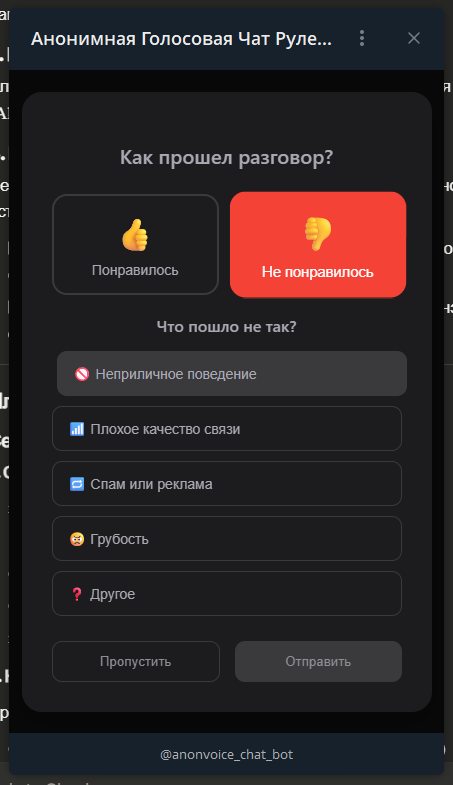 Анонимная Голосовая Чат Руле...
Как прошел разговор?
Понравилось
Не понравилось
Что пошло не так?
Неприличное поведение
Плохое качество связи
Спам или реклама
Грубость
Другое
Пропустить
Отправить
@anonvoice_chat_bot